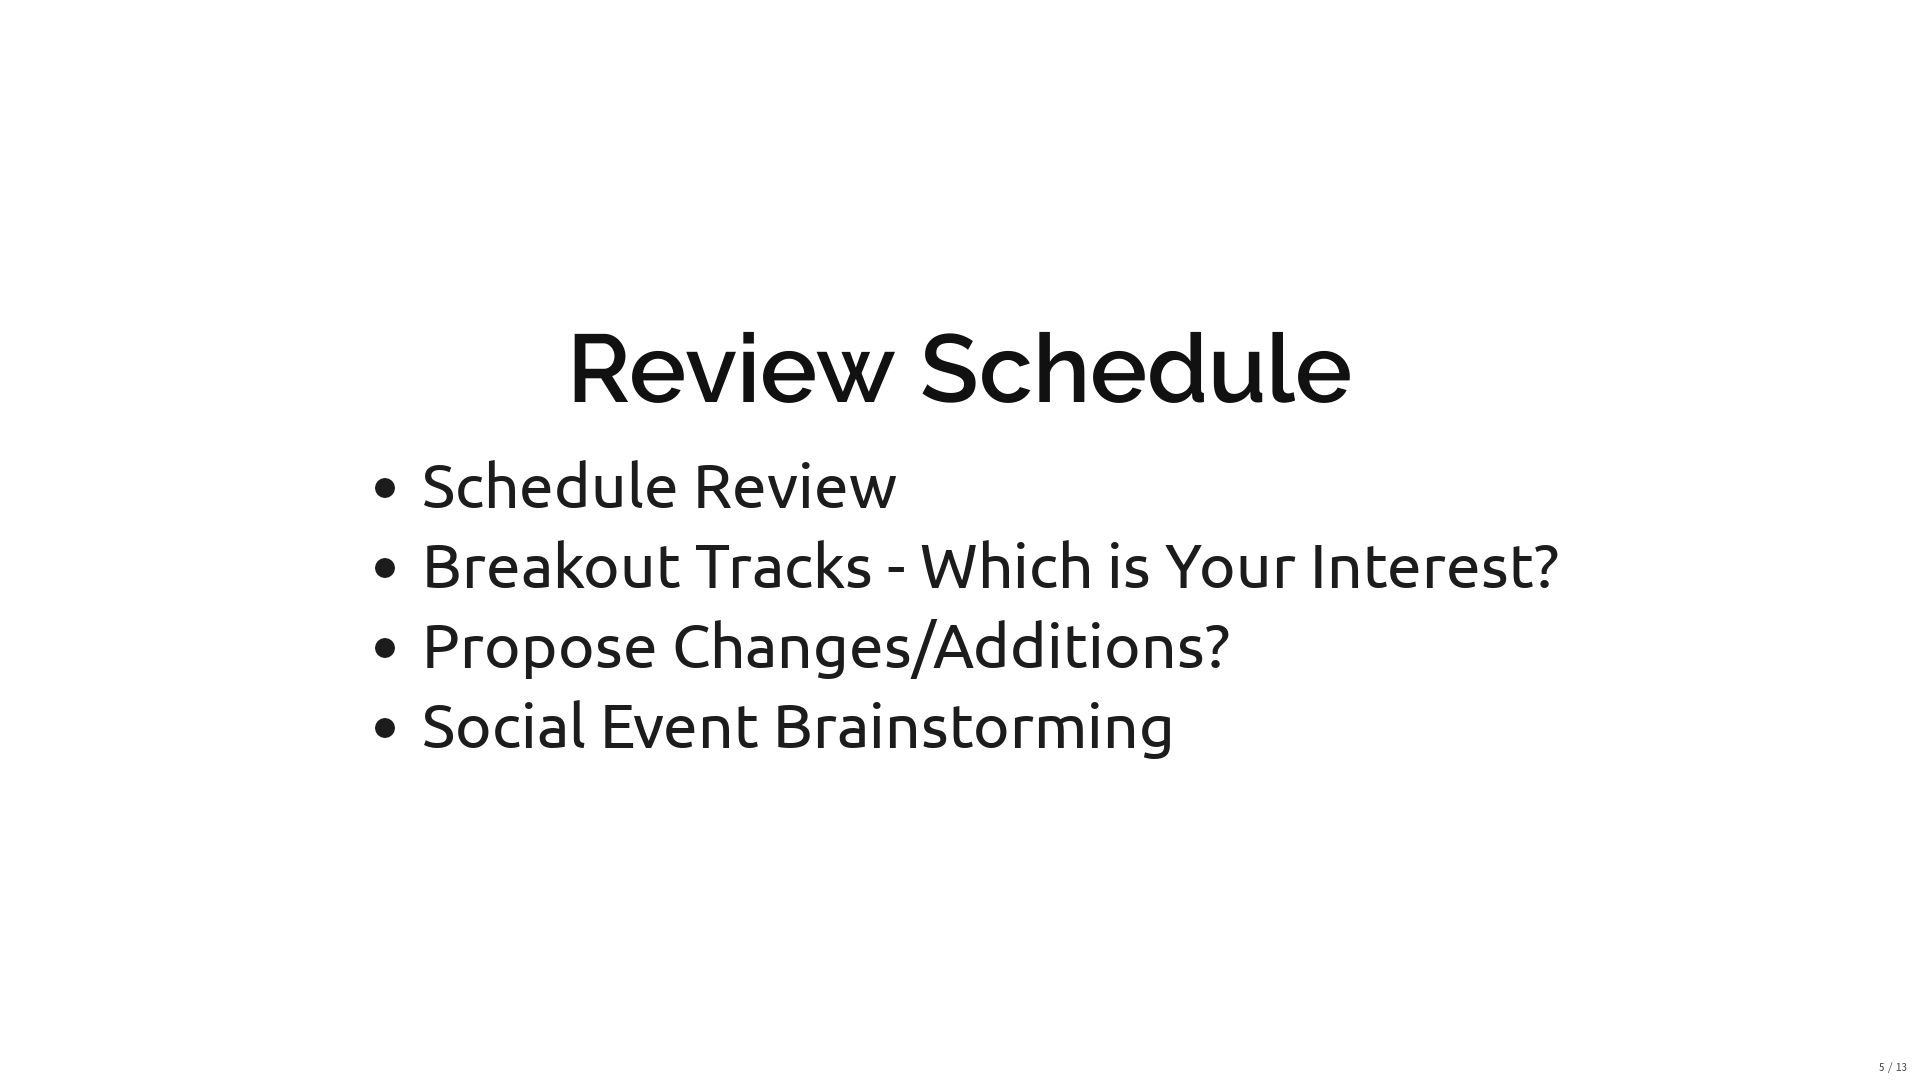 Review Schedule
Schedule Review
Breakout Tracks - Which is Your Interest?
Propose Changes/Additions?
Social Event Brainstorming
5 / 13